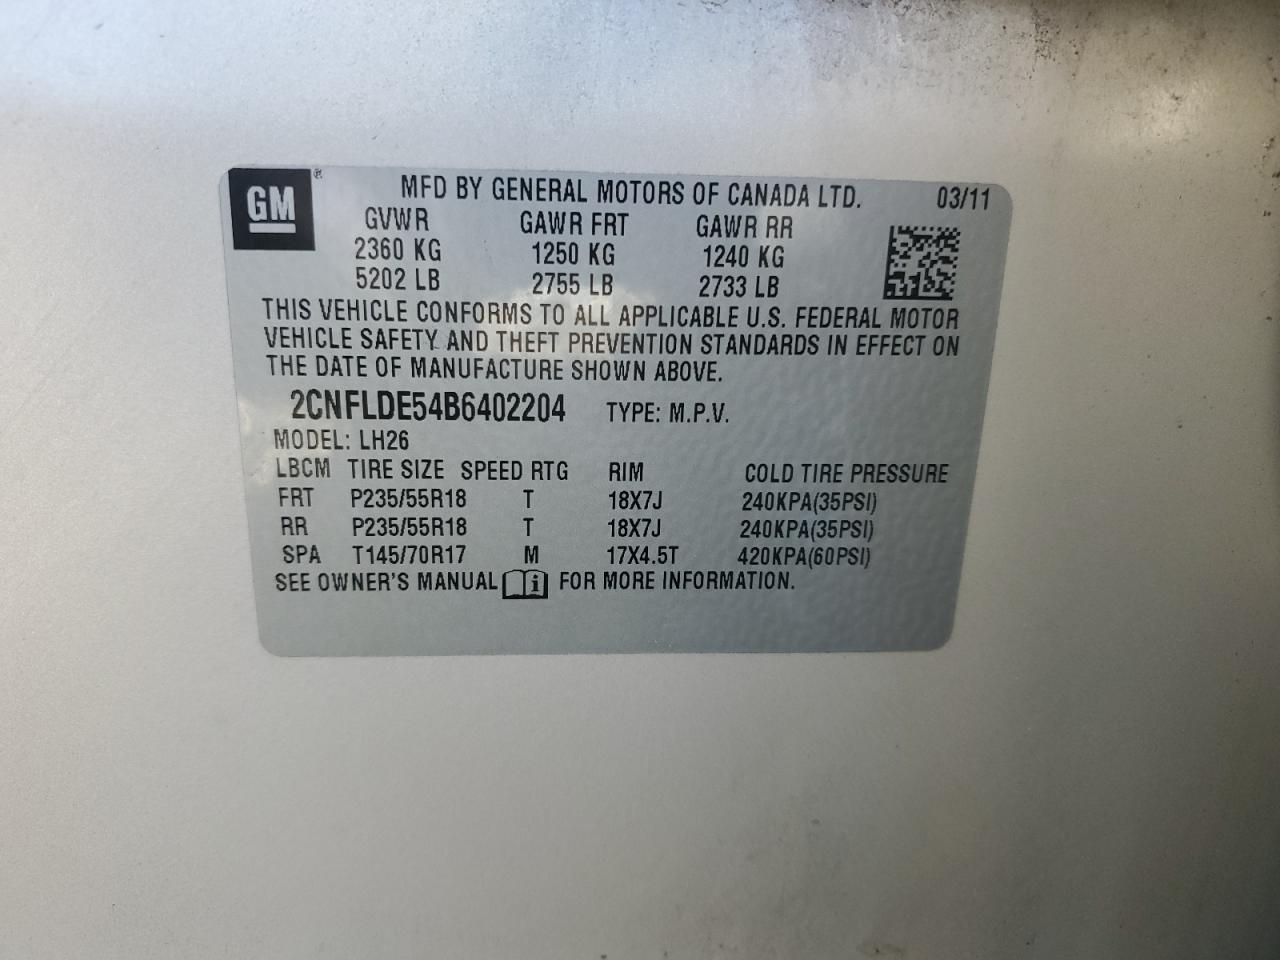 GM ® MFD BY GENERAL MOTORS OF CANADA LTD. 03/11
GVWR GAWR FRT GAWR RR
2360 KG 1250 KG 1240 KG
5202 LB 2755 LB 2733 LB
THIS VEHICLE CONFORMS TO ALL APPLICABLE U.S. FEDERAL MOTOR
VEHICLE SAFETY AND THEFT PREVENTION STANDARDS IN EFFECT ON
THE DATE OF MANUFACTURE SHOWN ABOVE.
2CNFLDE54B6402204 TYPE: M.P.V.
MODEL: LH26
LBCM TIRE SIZE SPEED RTG RIM COLD TIRE PRESSURE
FRT P235/55R18 T 18X7J 240KPA(35PSI)
RR P235/55R18 T 18X7J 240KPA(35PSI)
SPA T145/70R17 M 17X4.5T 420KPA(60PSI)
SEE OWNER'S MANUAL i FOR MORE INFORMATION.